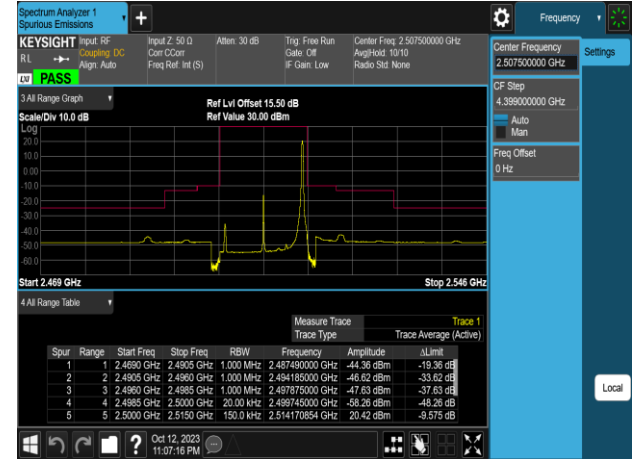 Spectrum Analyzer 1
Spurious Emissions
Frequency
KEYSIGHT
Input: RF
Coupling: DC
Align: Auto
Input Z: 50 Ω
Corr CCorr
Freq Ref: Int (S)
Atten: 30 dB
Trig: Free Run
Gate: Off
IF Gain: Low
Center Freq: 2.507500000 GHz
Avg|Hold: 10/10
Radio Std: None
R L
LXI PASS
Center Frequency
2.507500000 GHz
Settings
CF Step
4.399000000 GHz
Auto
Man
Freq Offset
0 Hz
3 All Range Graph
Scale/Div 10.0 dB
Ref Lvl Offset 15.50 dB
Ref Value 30.00 dBm
Log
20.0
10.0
0.00
-10.0
-20.0
-30.0
-40.0
-50.0
-60.0
Start 2.469 GHz
Stop 2.546 GHz
4 All Range Table
Measure Trace Trace 1
Trace Type Trace Average (Active)
Spur Range Start Freq Stop Freq RBW Frequency Amplitude ΔLimit
1 1 2.4690 GHz 2.4905 GHz 1.000 MHz 2.487490000 GHz -44.36 dBm -19.36 dB
2 2 2.4905 GHz 2.4960 GHz 1.000 MHz 2.494185000 GHz -46.62 dBm -33.62 dB
3 3 2.4960 GHz 2.4985 GHz 1.000 MHz 2.497875000 GHz -47.63 dBm -37.63 dB
4 4 2.4985 GHz 2.5000 GHz 20.00 kHz 2.499745000 GHz -58.26 dBm -48.26 dB
5 5 2.5000 GHz 2.5150 GHz 150.0 kHz 2.514170854 GHz 20.42 dBm -9.575 dB
Local
Oct 12, 2023
11:07:16 PM